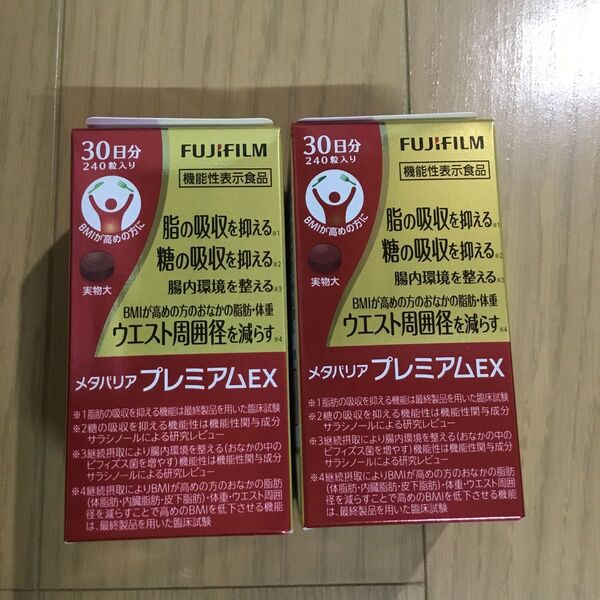 30日分
240粒入り
FUJIFILM
機能性表示食品
BMIが高めの方に
実物大
脂の吸収を抑える※1
糖の吸収を抑える※2
腸内環境を整える※3
BMIが高めの方のおなかの脂肪・体重
ウエスト周囲径を減らす※4
メタバリア プレミアムEX
※1脂肪の吸収を抑える機能は最終製品を用いた臨床試験
※2糖の吸収を抑える機能性は機能性関与成分
サラシノールによる研究レビュー
※3継続摂取により腸内環境を整える(おなかの中の
ビフィズス菌を増やす)機能性は機能性関与成分
サラシノールによる研究レビュー
※4継続摂取によりBMIが高めの方のおなかの脂肪
(体脂肪・内臓脂肪・皮下脂肪)・体重・ウエスト周囲
径を減らすことで高めのBMIを低下させる機能
は、最終製品を用いた臨床試験
30日分
240粒入り
FUJIFILM
機能性表示食品
BMIが高めの方に
実物大
脂の吸収を抑える※1
糖の吸収を抑える※2
腸内環境を整える※3
BMIが高めの方のおなかの脂肪・体重
ウエスト周囲径を減らす※4
メタバリア プレミアムEX
※1脂肪の吸収を抑える機能は最終製品を用いた臨床試験
※2糖の吸収を抑える機能性は機能性関与成分
サラシノールによる研究レビュー
※3継続摂取により腸内環境を整える(おなかの中の
ビフィズス菌を増やす)機能性は機能性関与成分
サラシノールによる研究レビュー
※4継続摂取によりBMIが高めの方のおなかの脂肪
(体脂肪・内臓脂肪・皮下脂肪)・体重・ウエスト周囲
径を減らすことで高めのBMIを低下させる機能
は、最終製品を用いた臨床試験